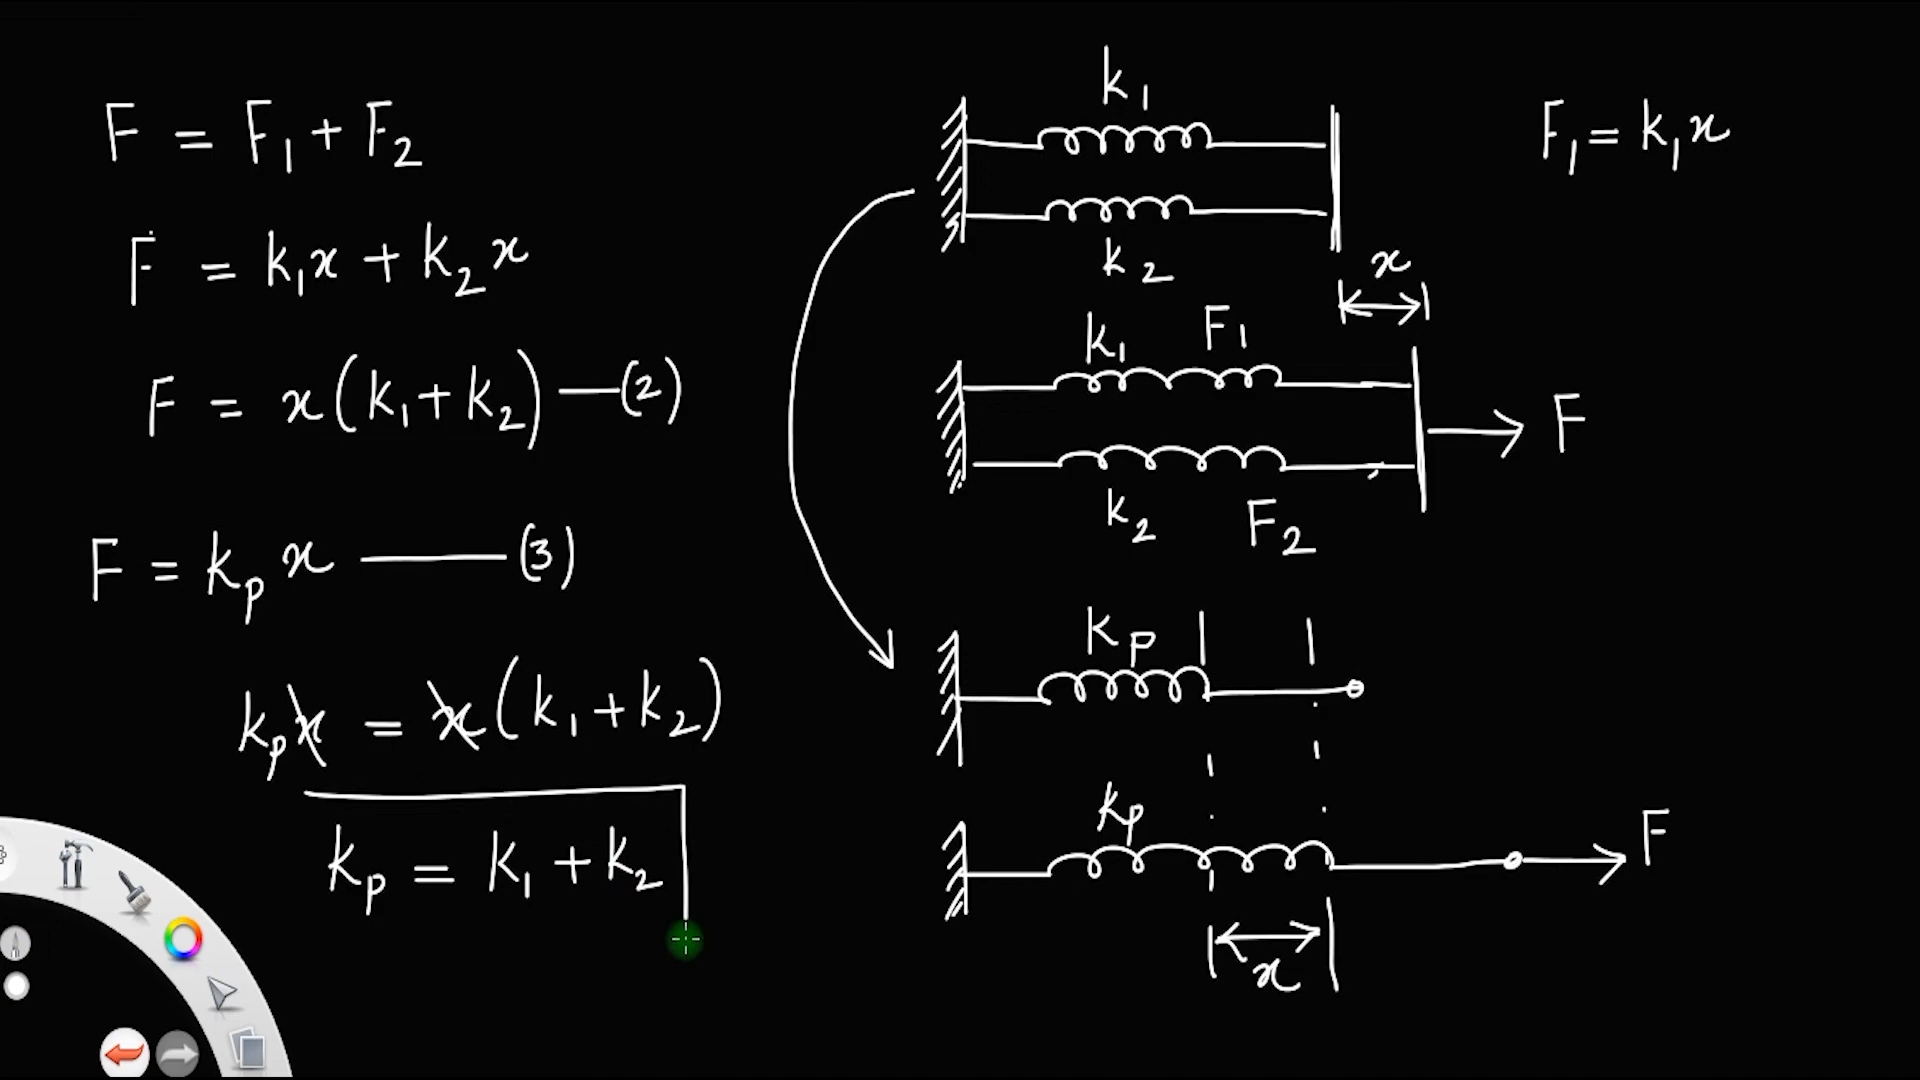 F = F₁ + F₂
F = k₁x + k₂x
F = x(k₁ + k₂) —(2)
F = kₚx —— (3)
kₚx = x(k₁ + k₂)
kₚ = k₁ + k₂
k₁
F₁ = k₁x
k₂
x
k₁ F₁
F
k₂ F₂
kₚ
kₚ
F
x